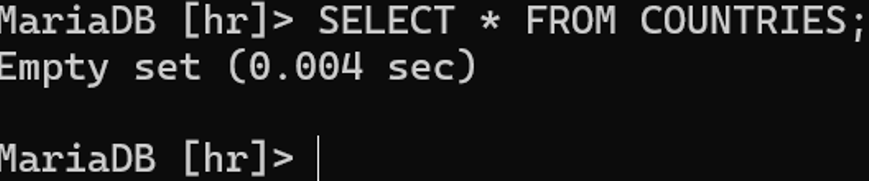 MariaDB [hr]> SELECT * FROM COUNTRIES;
Empty set (0.004 sec)
MariaDB [hr]>